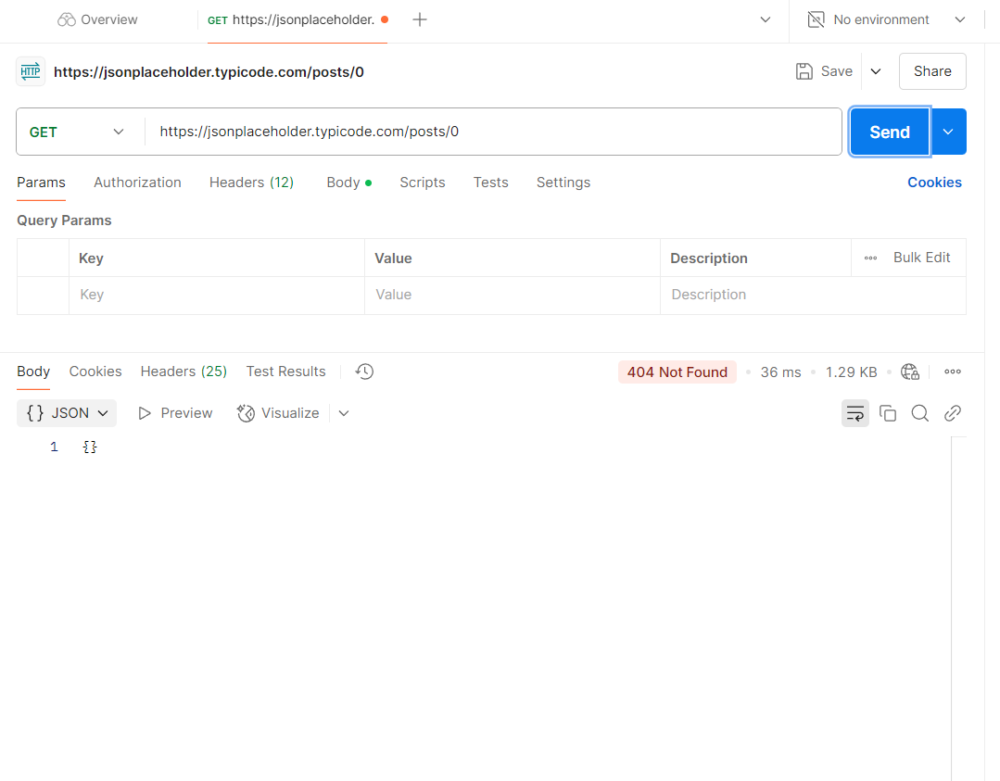 Overview GET https://jsonplaceholder. No environment
HTTP https://jsonplaceholder.typicode.com/posts/0 Save Share
GET https://jsonplaceholder.typicode.com/posts/0 Send
Params Authorization Headers (12) Body Scripts Tests Settings Cookies
Query Params
Key Value Description Bulk Edit
Key Value Description
Body Cookies Headers (25) Test Results 404 Not Found 36 ms 1.29 KB
{} JSON Preview Visualize
1 {}